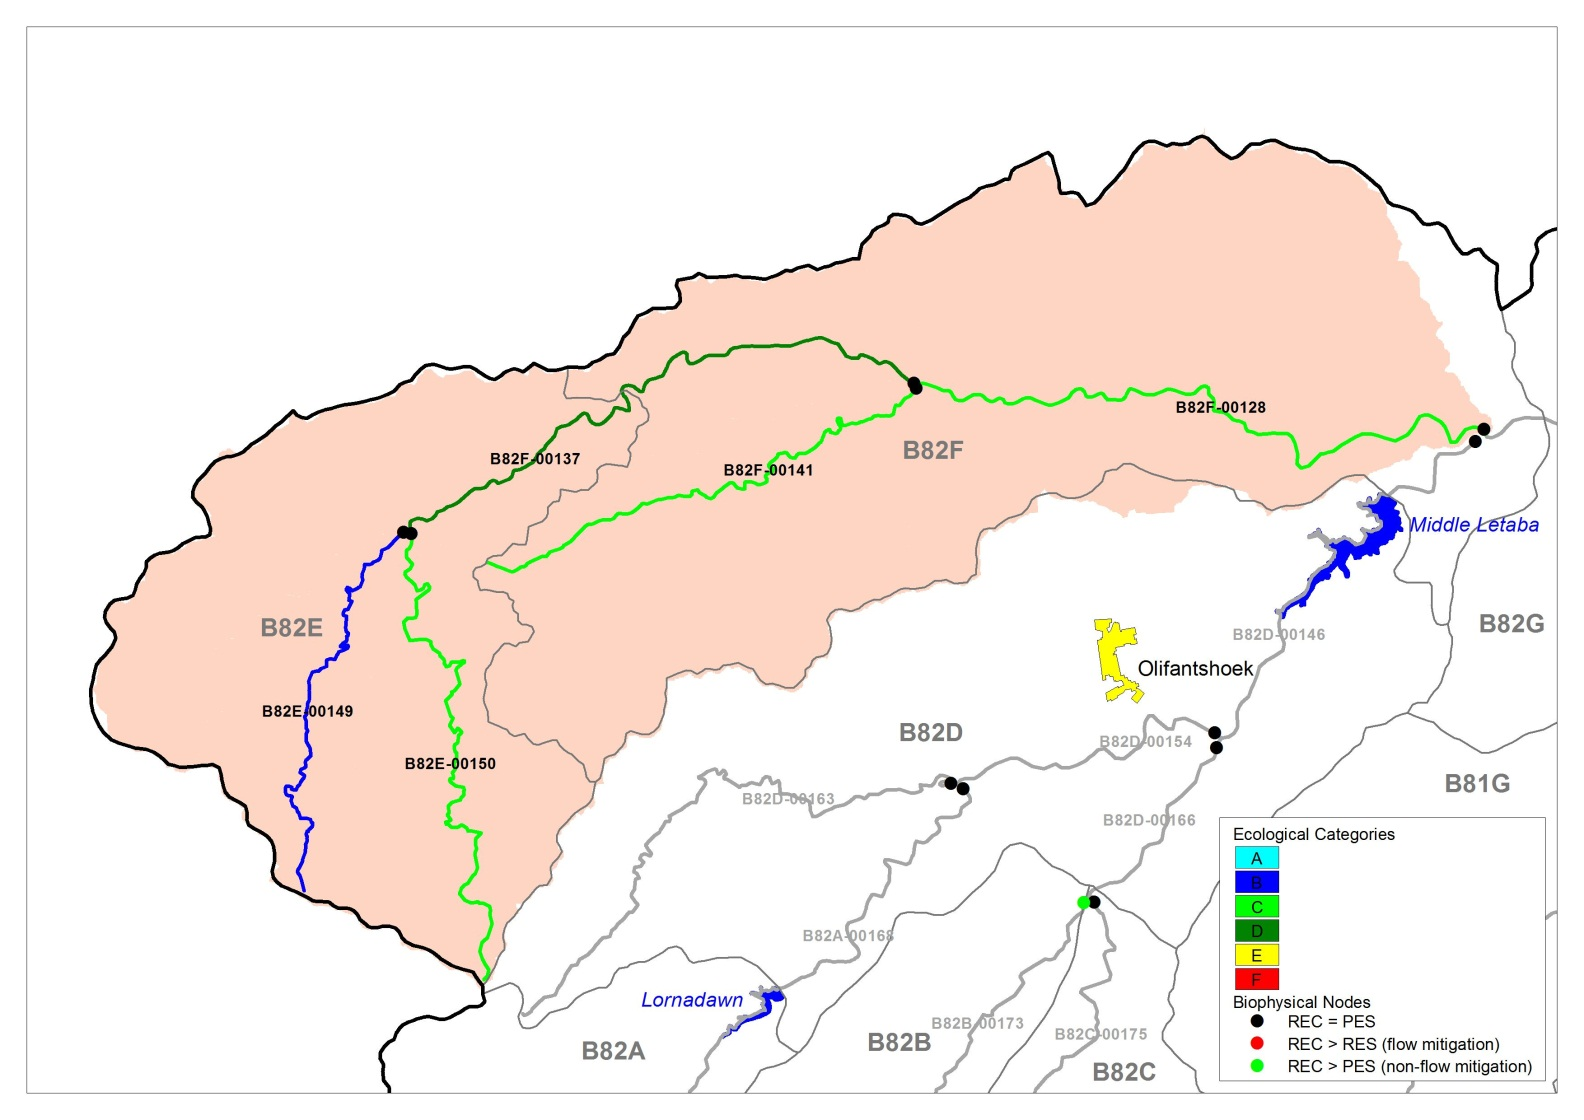 B82F-00128
B82F
B82F-00137
B82F-00141
Middle Letaba
B82E
B82G
B82D-00146
Olifantshoek
B82E-00149
B82D
B82D-00154
B82E-00150
B81G
B82D-00163
B82D-00166
Ecological Categories
A
B
C
D
E
F
B82A-00168
Lornadawn
Biophysical Nodes
REC = PES
REC > RES (flow mitigation)
REC > PES (non-flow mitigation)
B82B-00173
B82C-00175
B82A
B82B
B82C